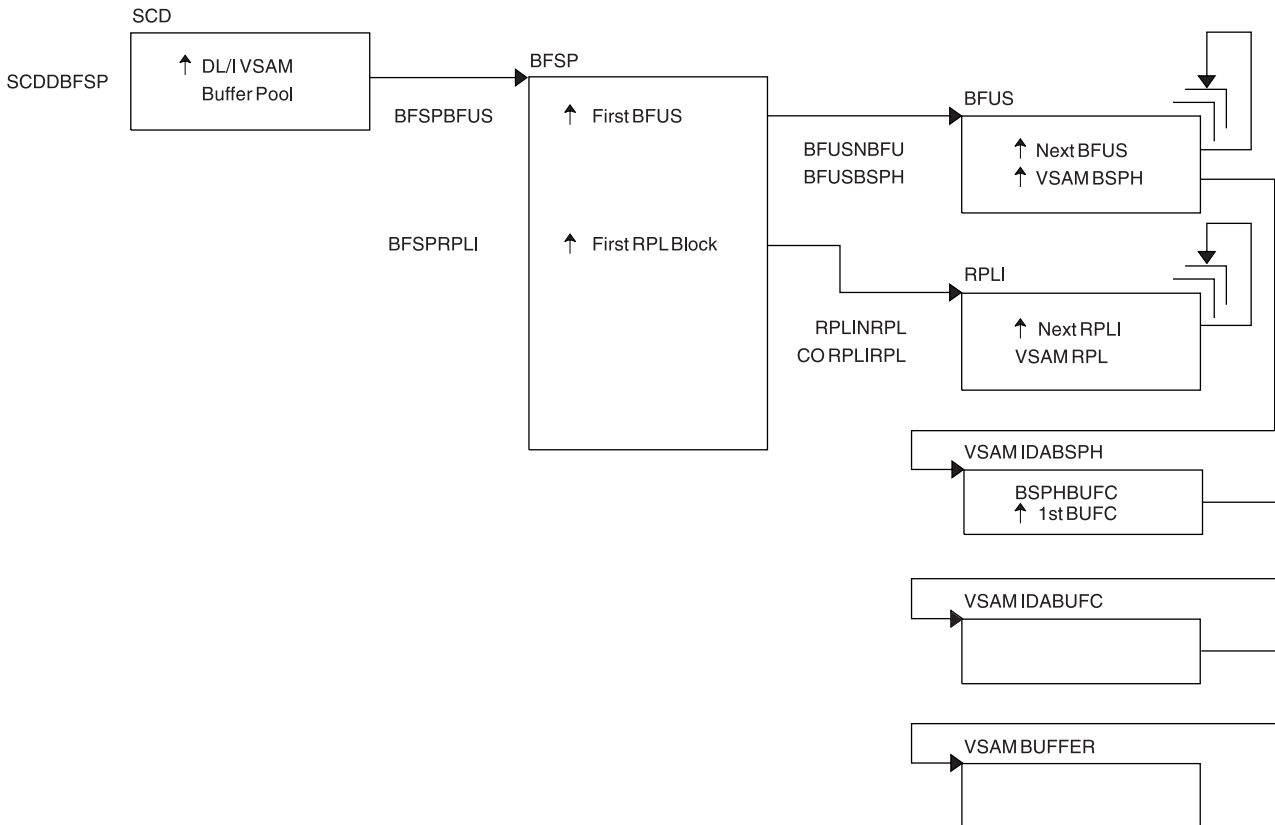 SCD
SCDDBFSP
↑ DL/I VSAM
Buffer Pool
BFSP
BFSPBFUS
↑ First BFUS
BFSPRPLI
↑ First RPL Block
BFUS
BFUSNBFU
BFUSBSPH
↑ Next BFUS
↑ VSAM BSPH
RPLI
RPLINRPL
CO RPLIRPL
↑ Next RPLI
VSAM RPL
VSAM IDABSPH
BSPHBUFC
↑ 1st BUFC
VSAM IDABUFC
VSAM BUFFER